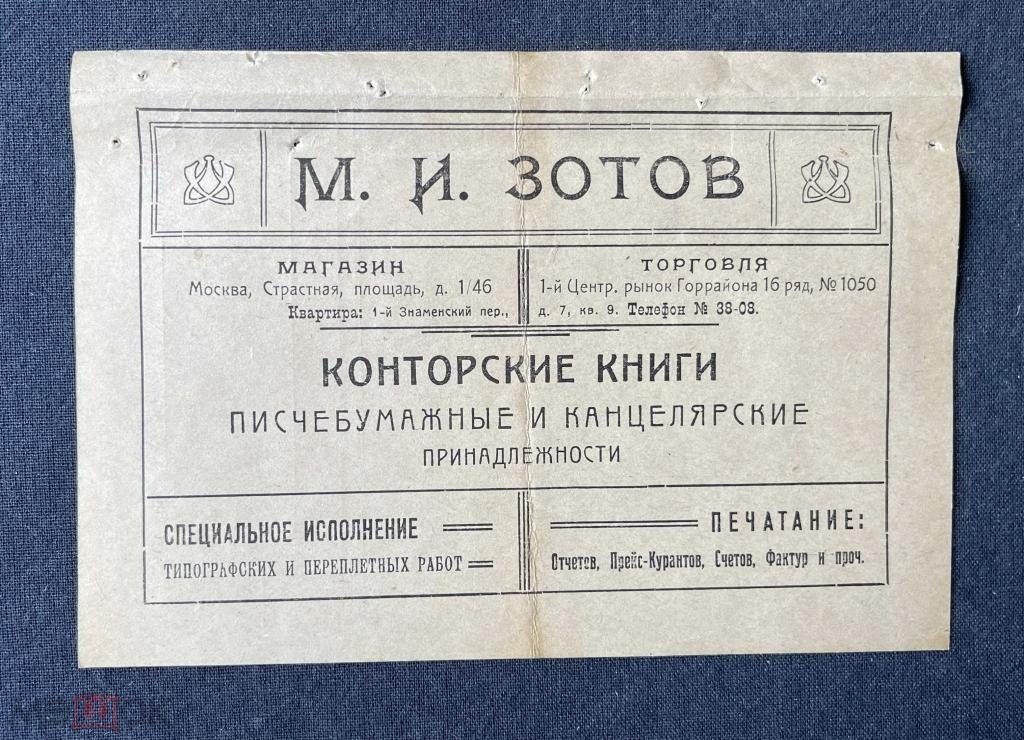 М. И. ЗОТОВ
МАГАЗИН
Москва, Страстная, площадь, д. 1/46
ТОРГОВЛЯ
1-й Центр. рынок Горрайона 16 ряд, № 1050
Квартира: 1-й Знаменский пер., д. 7, кв. 9. Телефон № 38-08.
КОНТОРСКИЕ КНИГИ
ПИСЧЕБУМАЖНЫЕ И КАНЦЕЛЯРСКИЕ
ПРИНАДЛЕЖНОСТИ
СПЕЦИАЛЬНОЕ ИСПОЛНЕНИЕ
ТИПОГРАФСКИХ И ПЕРЕПЛЕТНЫХ РАБОТ
ПЕЧАТАНИЕ:
Отчетов, Прейс-Курантов, Счетов, Фактур и проч.